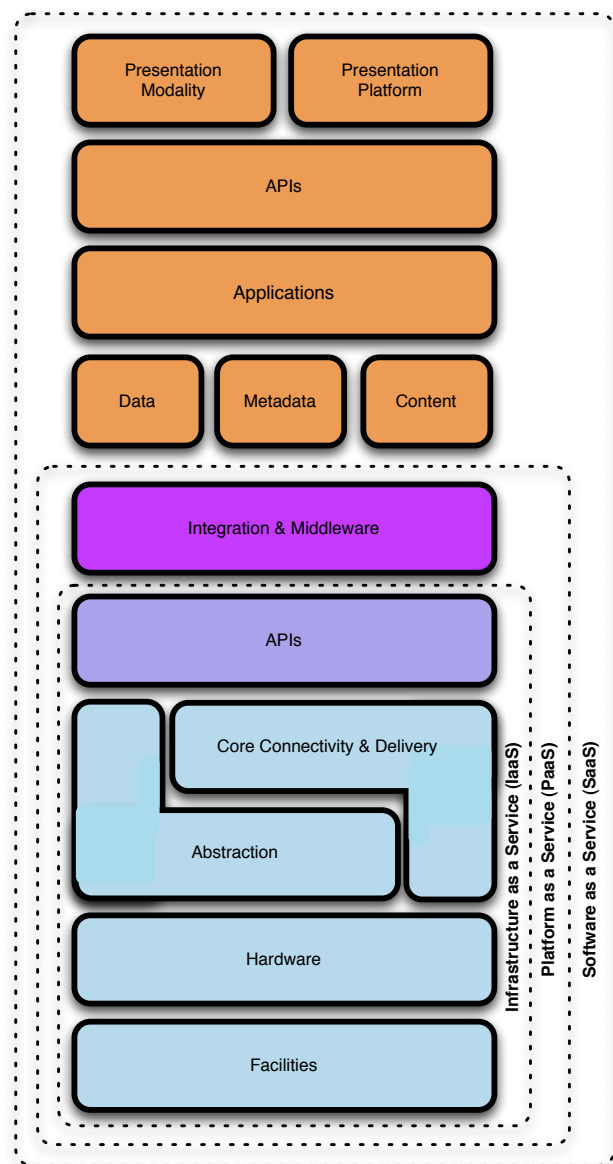 Presentation
Modality
Presentation
Platform
APIs
Applications
Data
Metadata
Content
Integration & Middleware
APIs
Core Connectivity & Delivery
Abstraction
Hardware
Facilities
Infrastructure as a Service (IaaS)
Platform as a Service (PaaS)
Software as a Service (SaaS)